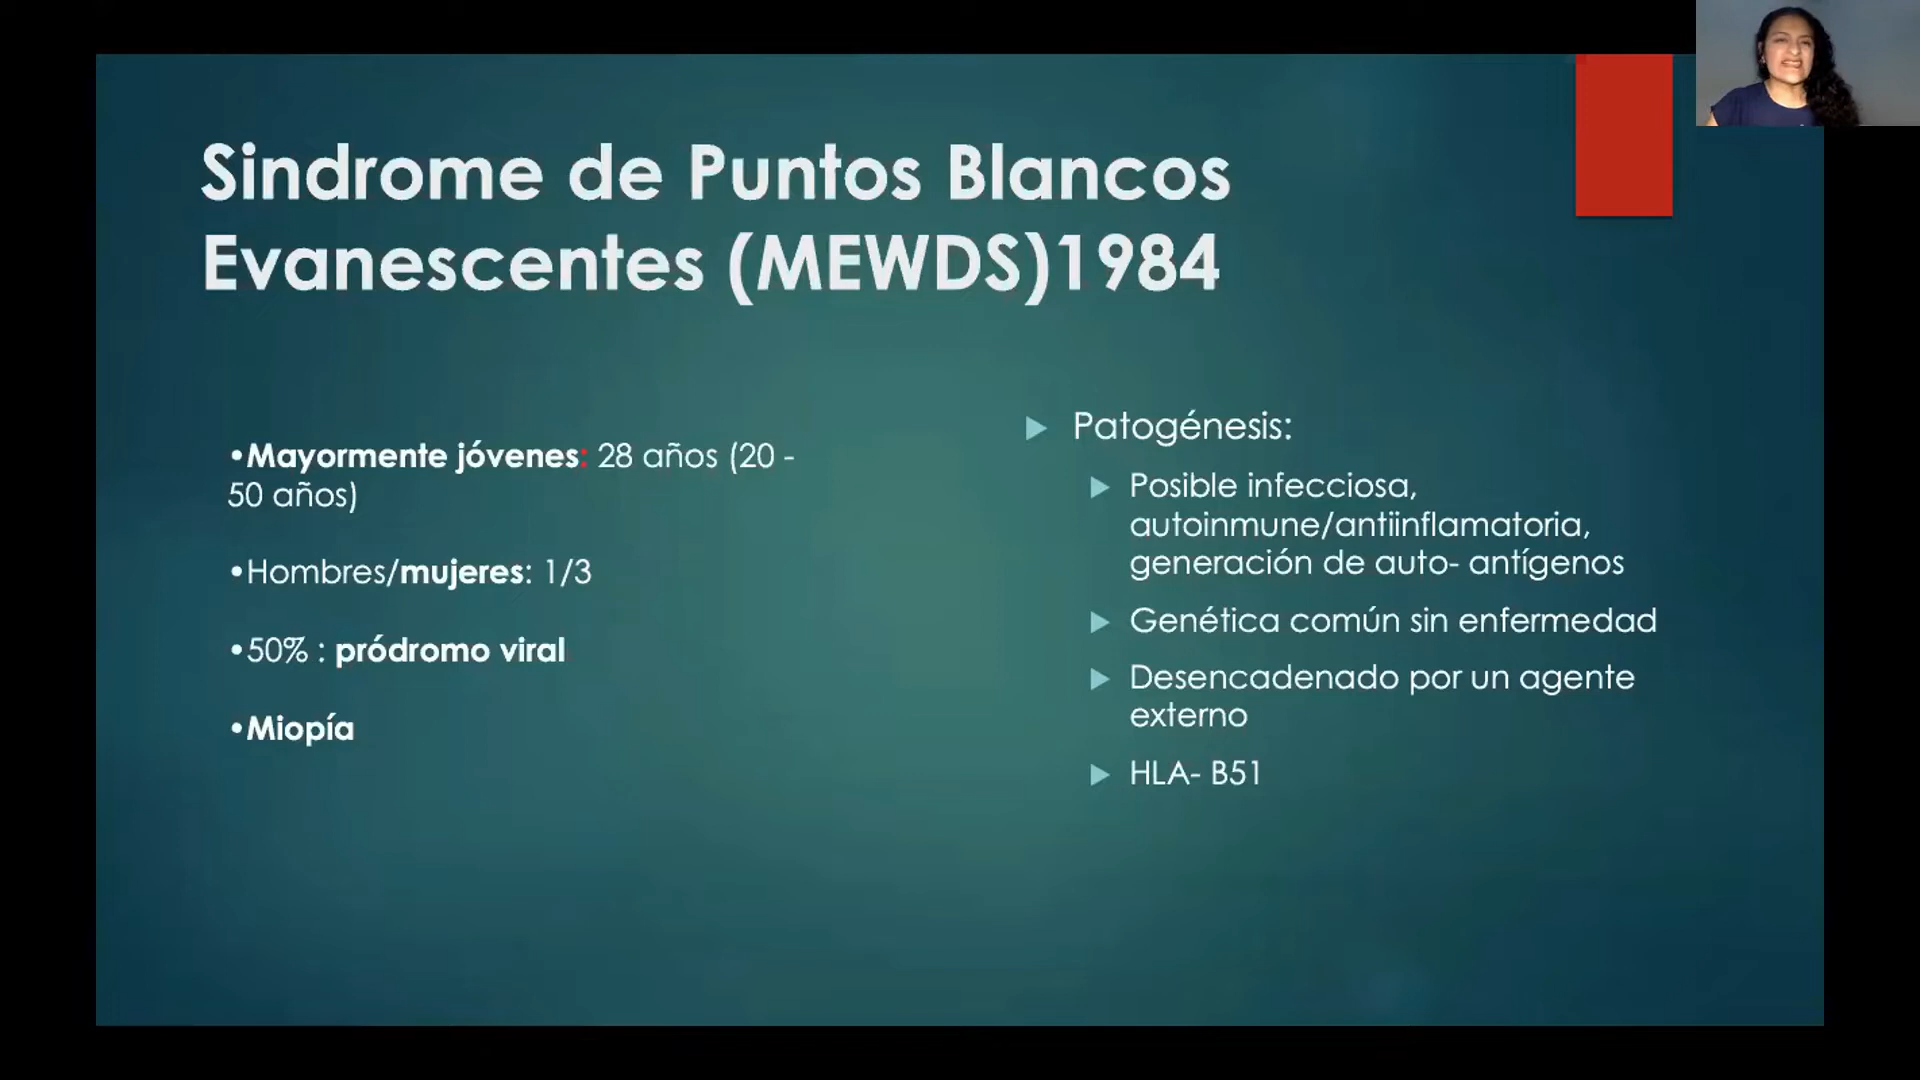 Sindrome de Puntos Blancos
Evanescentes (MEWDS)1984
•Mayormente jóvenes: 28 años (20 -
50 años)
•Hombres/mujeres: 1/3
•50% : pródromo viral
•Miopía
Patogénesis:
Posible infecciosa,
autoinmune/antiinflamatoria,
generación de auto- antígenos
Genética común sin enfermedad
Desencadenado por un agente
externo
HLA- B51